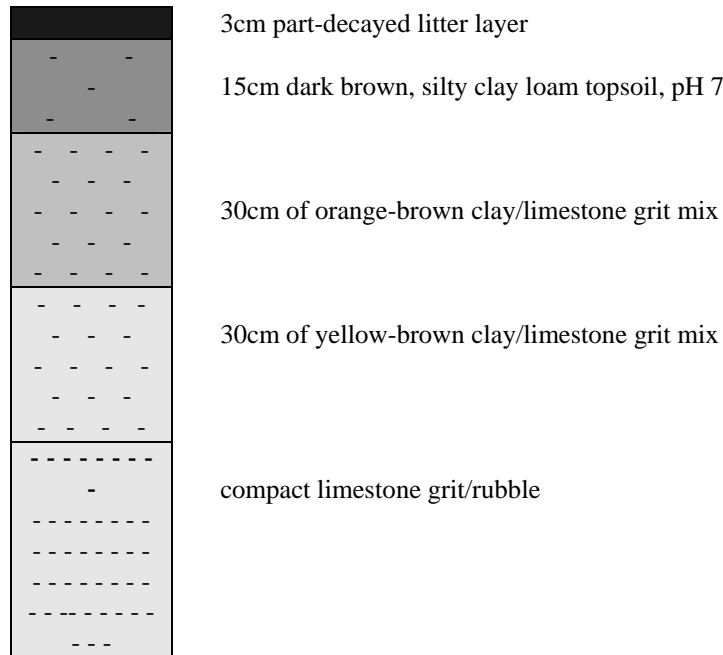 3cm part-decayed litter layer
15cm dark brown, silty clay loam topsoil, pH 7
30cm of orange-brown clay/limestone grit mix
30cm of yellow-brown clay/limestone grit mix
compact limestone grit/rubble